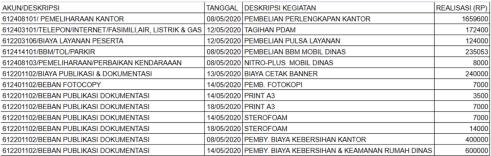 AKUN/DESKRIPSI TANGGAL DESKRIPSI KEGIATAN REALISASI (RP)
612408101/ PEMELIHARAAN KANTOR 08/05/2020 PEMBELIAN PERLENGKAPAN KANTOR 1659600
612403101/TELEPON/INTERNET/FASIMILI,AIR, LISTRIK & GAS 12/05/2020 TAGIHAN PDAM 172400
612203106/BIAYA LAYANAN PESERTA 12/05/2020 PEMBELIAN PULSA LAYANAN 124000
612414101/BBM/TOL/PARKIR 08/05/2020 PEMBELIAN BBM MOBIL DINAS 235053
612408103/PEMELIHARAAN/PERBAIKAN KENDARAAAN 08/05/2020 NITRO-PLUS MOBIL DINAS 8000
612201102/BIAYA PUBLIKASI & DOKUMENTASI 13/05/2020 BIAYA CETAK BANNER 240000
612401102/BEBAN FOTOCOPY 14/05/2020 PEMB. FOTOKOPI 7000
612201102/BEBAN PUBLIKASI DOKUMENTASI 14/05/2020 PRINT A3 3500
612201102/BEBAN PUBLIKASI DOKUMENTASI 18/05/2020 PRINT A3 7000
612201102/BEBAN PUBLIKASI DOKUMENTASI 14/05/2020 STEROFOAM 7000
612201102/BEBAN PUBLIKASI DOKUMENTASI 18/05/2020 STEROFOAM 14000
612201102/BEBAN PUBLIKASI DOKUMENTASI 08/05/2020 PEMBY. BIAYA KEBERSIHAN KANTOR 400000
612201102/BEBAN PUBLIKASI DOKUMENTASI 14/05/2020 PEMBY. BIAYA KEBERSIHAN & KEAMANAN RUMAH DINAS 600000